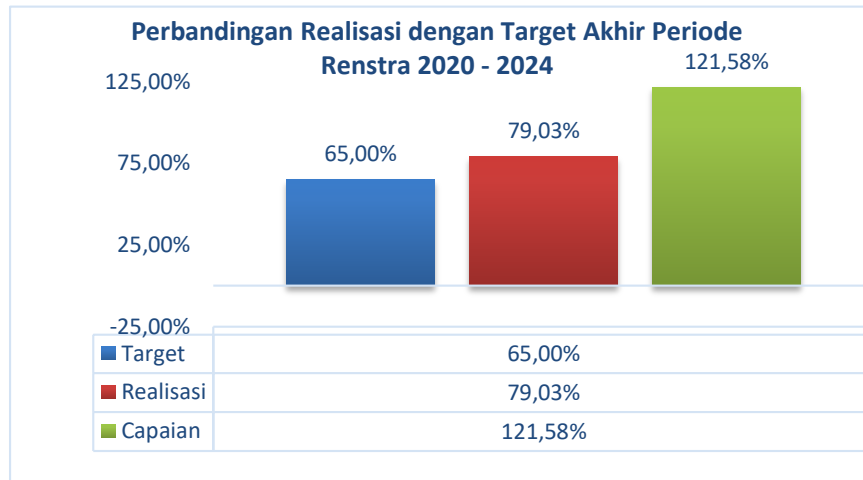 Perbandingan Realisasi dengan Target Akhir Periode
Renstra 2020 - 2024
121,58%
125,00%
79,03%
65,00%
75,00%
25,00%
-25,00%
Target 65,00%
Realisasi 79,03%
Capaian 121,58%